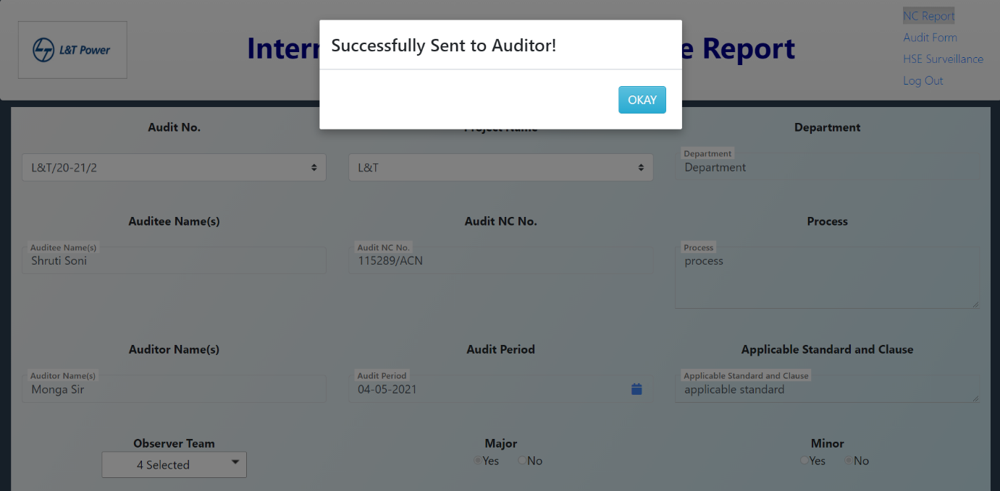 NC Report
Audit Form
HSE Surveillance
Log Out
L&T Power
Report
Successfully Sent to Auditor!
OKAY
Audit No.
Project Name
Department
L&T/20-21/2
L&T
Department
Department
Auditee Name(s)
Audit NC No.
Process
Auditee Name(s)
Shruti Soni
Audit NC No.
115289/ACN
Process
process
Auditor Name(s)
Audit Period
Applicable Standard and Clause
Auditor Name(s)
Monga Sir
Audit Period
04-05-2021
Applicable Standard and Clause
applicable standard
Observer Team
Major
Minor
4 Selected
Yes No
Yes No